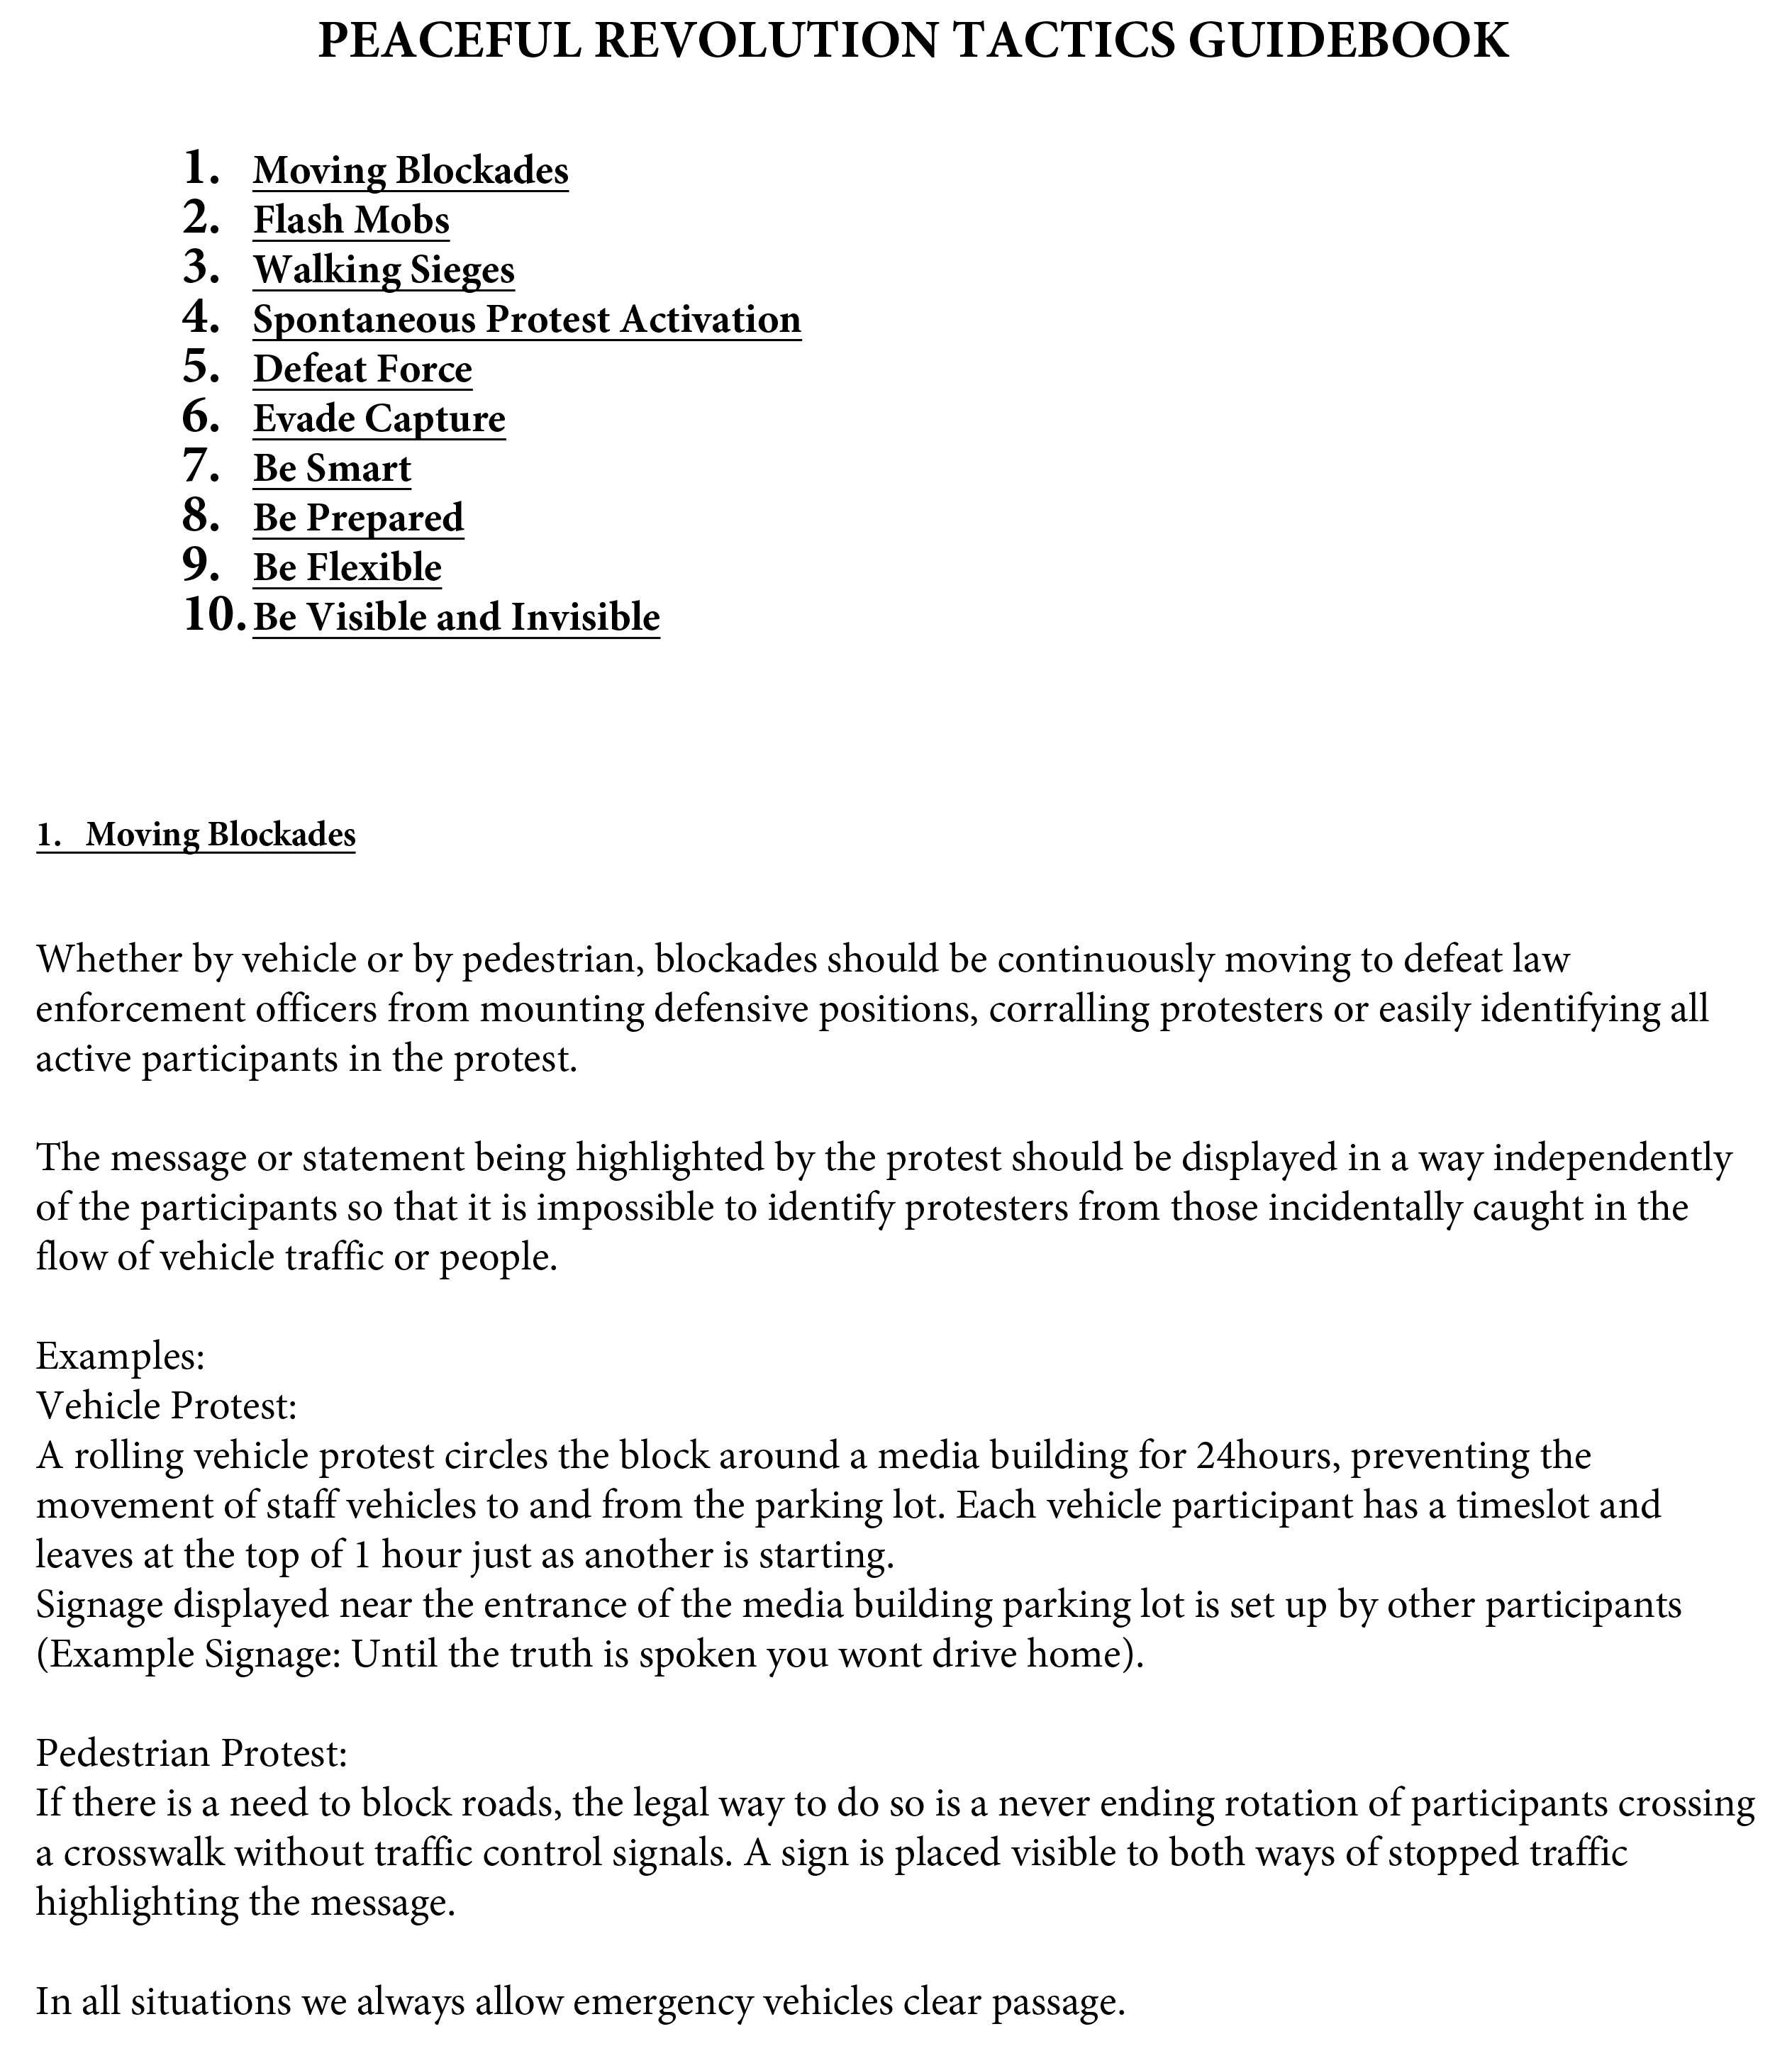 PEACEFUL REVOLUTION TACTICS GUIDEBOOK
1. Moving Blockades
2. Flash Mobs
3. Walking Sieges
4. Spontaneous Protest Activation
5. Defeat Force
6. Evade Capture
7. Be Smart
8. Be Prepared
9. Be Flexible
10. Be Visible and Invisible
1. Moving Blockades
Whether by vehicle or by pedestrian, blockades should be continuously moving to defeat law
enforcement officers from mounting defensive positions, corralling protesters or easily identifying all
active participants in the protest.
The message or statement being highlighted by the protest should be displayed in a way independently
of the participants so that it is impossible to identify protesters from those incidentally caught in the
flow of vehicle traffic or people.
Examples:
Vehicle Protest:
A rolling vehicle protest circles the block around a media building for 24hours, preventing the
movement of staff vehicles to and from the parking lot. Each vehicle participant has a timeslot and
leaves at the top of 1 hour just as another is starting.
Signage displayed near the entrance of the media building parking lot is set up by other participants
(Example Signage: Until the truth is spoken you wont drive home).
Pedestrian Protest:
If there is a need to block roads, the legal way to do so is a never ending rotation of participants crossing
a crosswalk without traffic control signals. A sign is placed visible to both ways of stopped traffic
highlighting the message.
In all situations we always allow emergency vehicles clear passage.